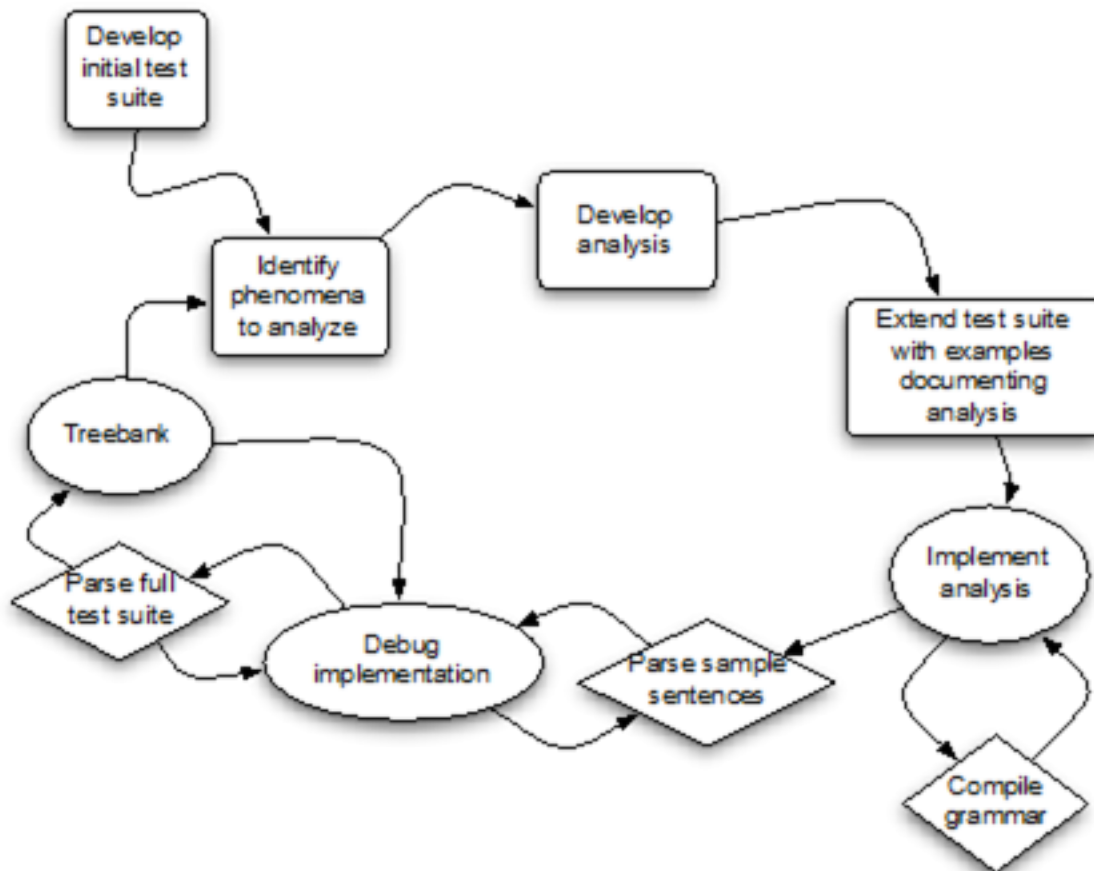 Develop
initial test
suite
Develop
analysis
Identify
phenomena
to analyze
Extend test suite
with examples
documenting
analysis
Treebank
Implement
analysis
Parse full
test suite
Debug
implementation
Parse sample
sentences
Compile
grammar